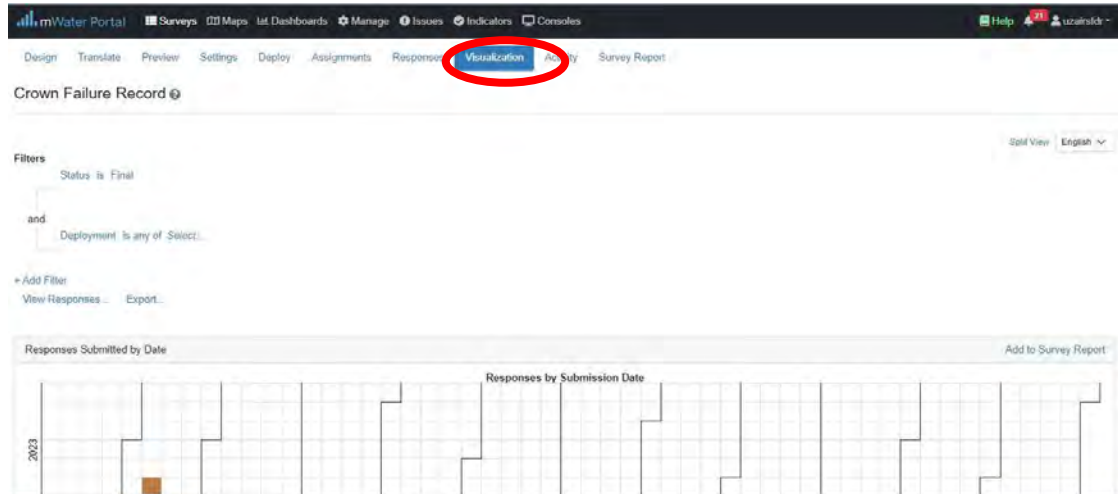 mWater Portal Surveys Maps Dashboards Manage Issues Indicators Consoles Help 21 uzairsfdr
Design Translate Preview Settings Deploy Assignments Responses Visualization Activity Survey Report
Crown Failure Record
Split View English
Filters
Status is Final
and
Deployment is any of Select...
+ Add Filter
View Responses... Export...
Responses Submitted by Date Add to Survey Report
Responses by Submission Date
2023